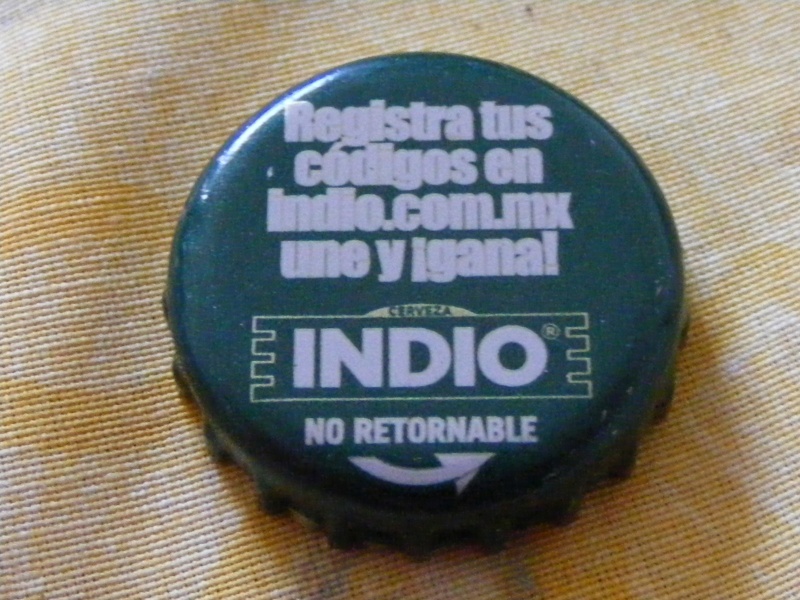 Registra tus
códigos en
indio.com.mx
une y ¡gana!
CERVEZA
INDIO®
NO RETORNABLE